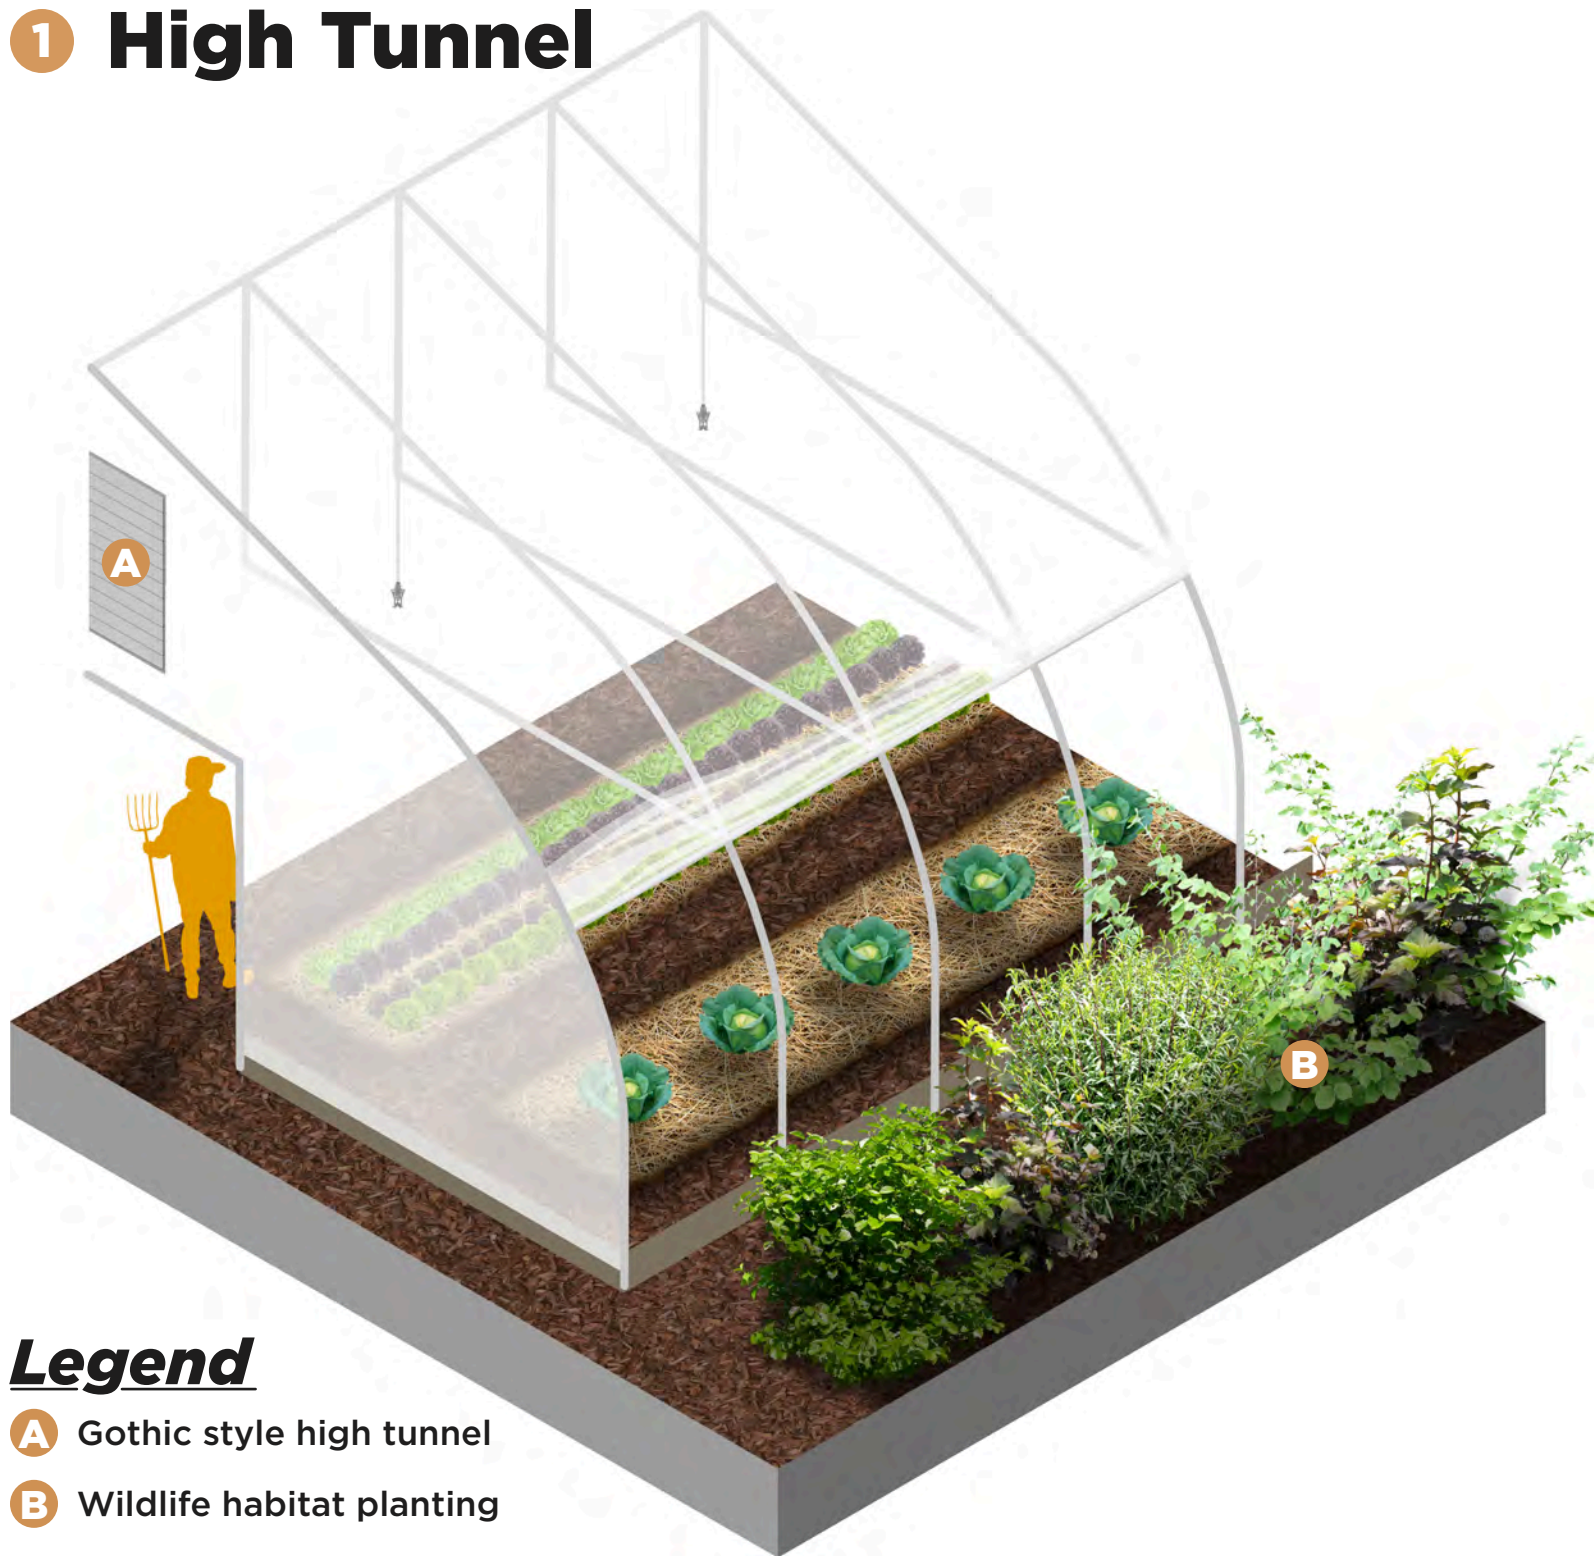 1 High Tunnel
A
B
Legend
A Gothic style high tunnel
B Wildlife habitat planting